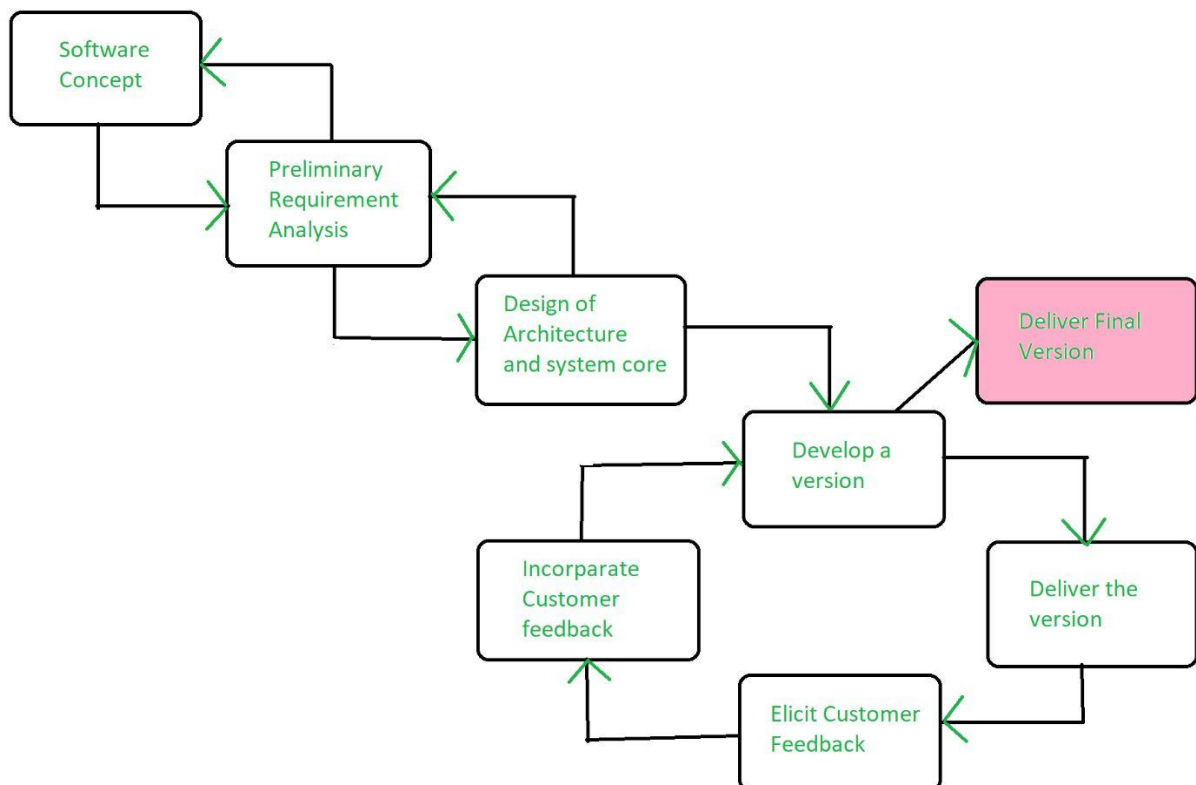 Software
Concept
Preliminary
Requirement
Analysis
Design of
Architecture
and system core
Deliver Final
Version
Develop a
version
Incorparate
Customer
feedback
Deliver the
version
Elicit Customer
Feedback